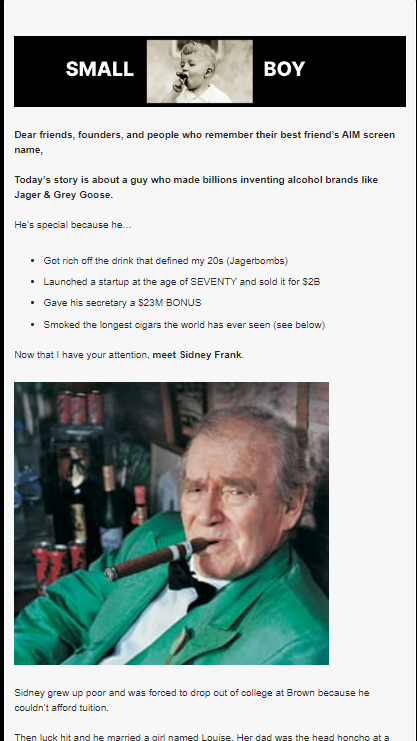 SMALL BOY
Dear friends, founders, and people who remember their best friend's AIM screen
name,
Today's story is about a guy who made billions inventing alcohol brands like
Jager & Grey Goose.
He's special because he…
• Got rich off the drink that defined my 20s (Jagerbombs)
• Launched a startup at the age of SEVENTY and sold it for $2B
• Gave his secretary a $23M BONUS
• Smoked the longest cigars the world has ever seen (see below)
Now that I have your attention, meet Sidney Frank.
Sidney grew up poor and was forced to drop out of college at Brown because he
couldn't afford tuition.
Then luck hit and he married a girl named Louise. Her dad was the head honcho at a